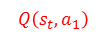 Q(s_t, a_1)